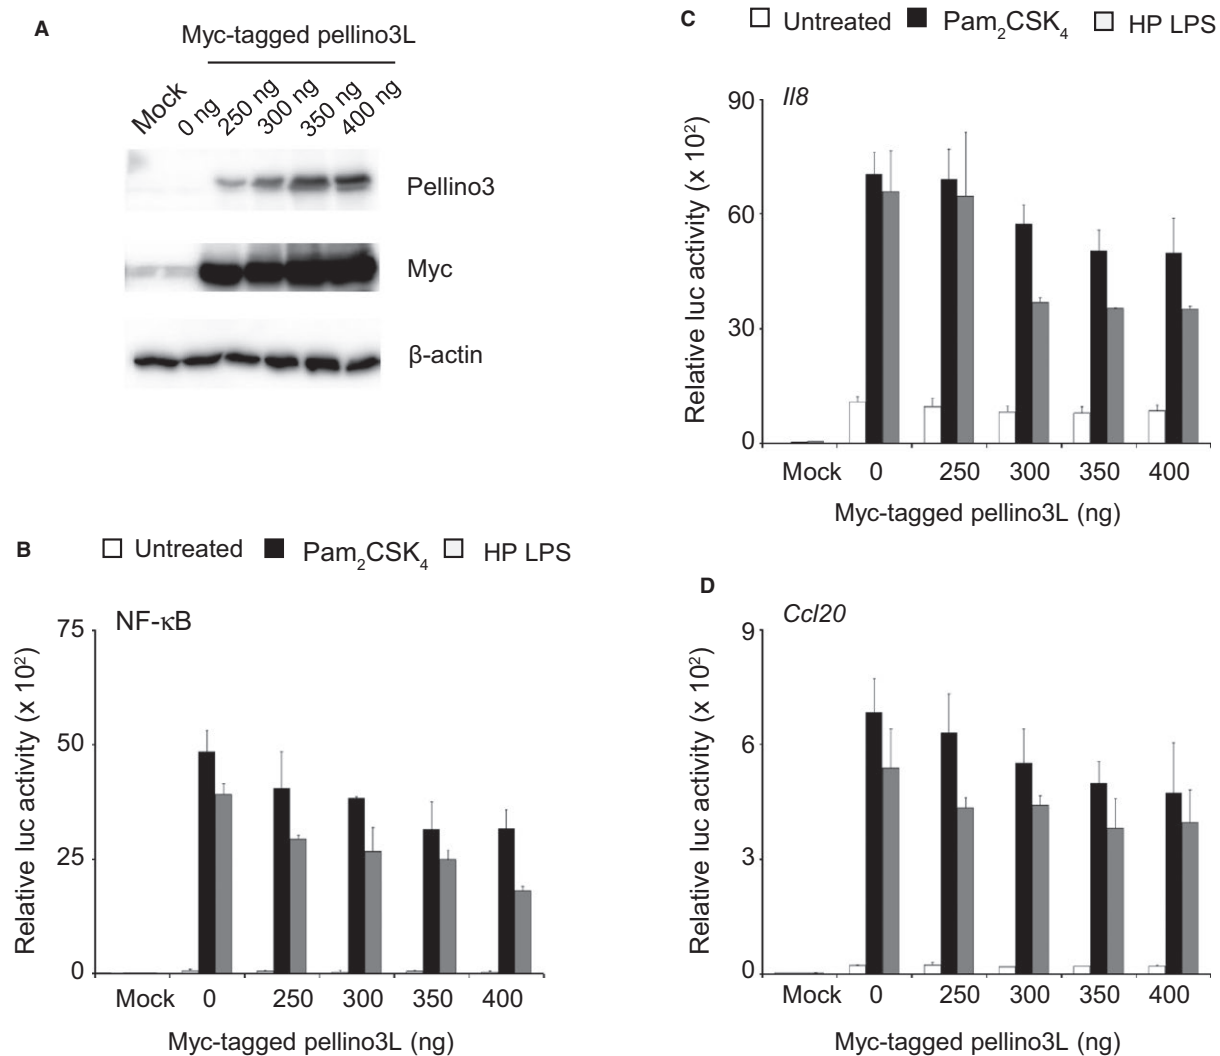 A
Myc-tagged pellino3L
Mock 0 ng 250 ng 300 ng 350 ng 400 ng
Pellino3
Myc
β-actin
B
Untreated Pam2CSK4 HP LPS
NF-κB
Relative luc activity (x 10²)
75
50
25
0
Mock 0 250 300 350 400
Myc-tagged pellino3L (ng)
C
Untreated Pam2CSK4 HP LPS
Il8
Relative luc activity (x 10²)
90
60
30
0
Mock 0 250 300 350 400
Myc-tagged pellino3L (ng)
D
Ccl20
Relative luc activity (x 10²)
9
6
3
0
Mock 0 250 300 350 400
Myc-tagged pellino3L (ng)